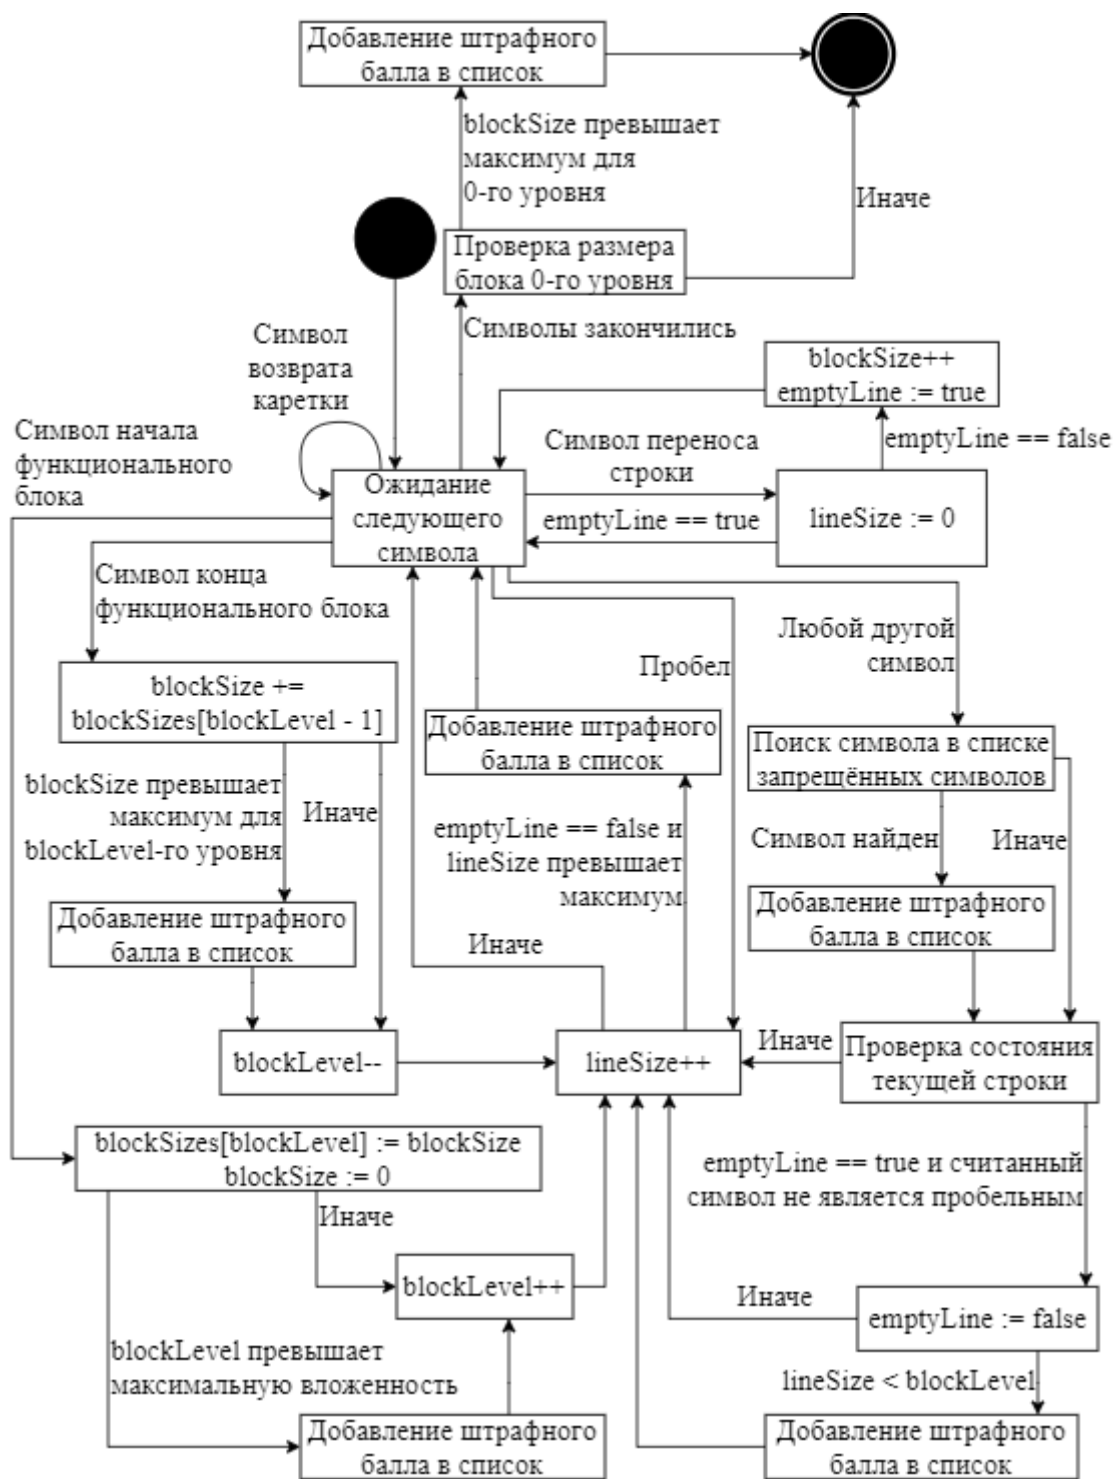 Добавление штрафного
балла в список
blockSize превышает
максимум для
0-го уровня
Иначе
Проверка размера
блока 0-го уровня
Символы закончились
Символ
возврата
каретки
blockSize++
emptyLine := true
emptyLine == false
Символ начала
функционального
блока
Символ переноса
строки
Ожидание
следующего
символа
lineSize := 0
emptyLine == true
Символ конца
функционального блока
Любой другой
символ
Пробел
blockSize +=
blockSizes[blockLevel - 1]
Добавление штрафного
балла в список
Поиск символа в списке
запрещённых символов
blockSize превышает
максимум для
blockLevel-го уровня
Иначе
emptyLine == false и
lineSize превышает
максимум
Символ найден
Иначе
Добавление штрафного
балла в список
Добавление штрафного
балла в список
Иначе
blockLevel--
lineSize++
Иначе
Проверка состояния
текущей строки
blockSizes[blockLevel] := blockSize
blockSize := 0
emptyLine == true и считанный
символ не является пробельным
Иначе
blockLevel++
Иначе
emptyLine := false
blockLevel превышает
максимальную вложенность
lineSize < blockLevel
Добавление штрафного
балла в список
Добавление штрафного
балла в список